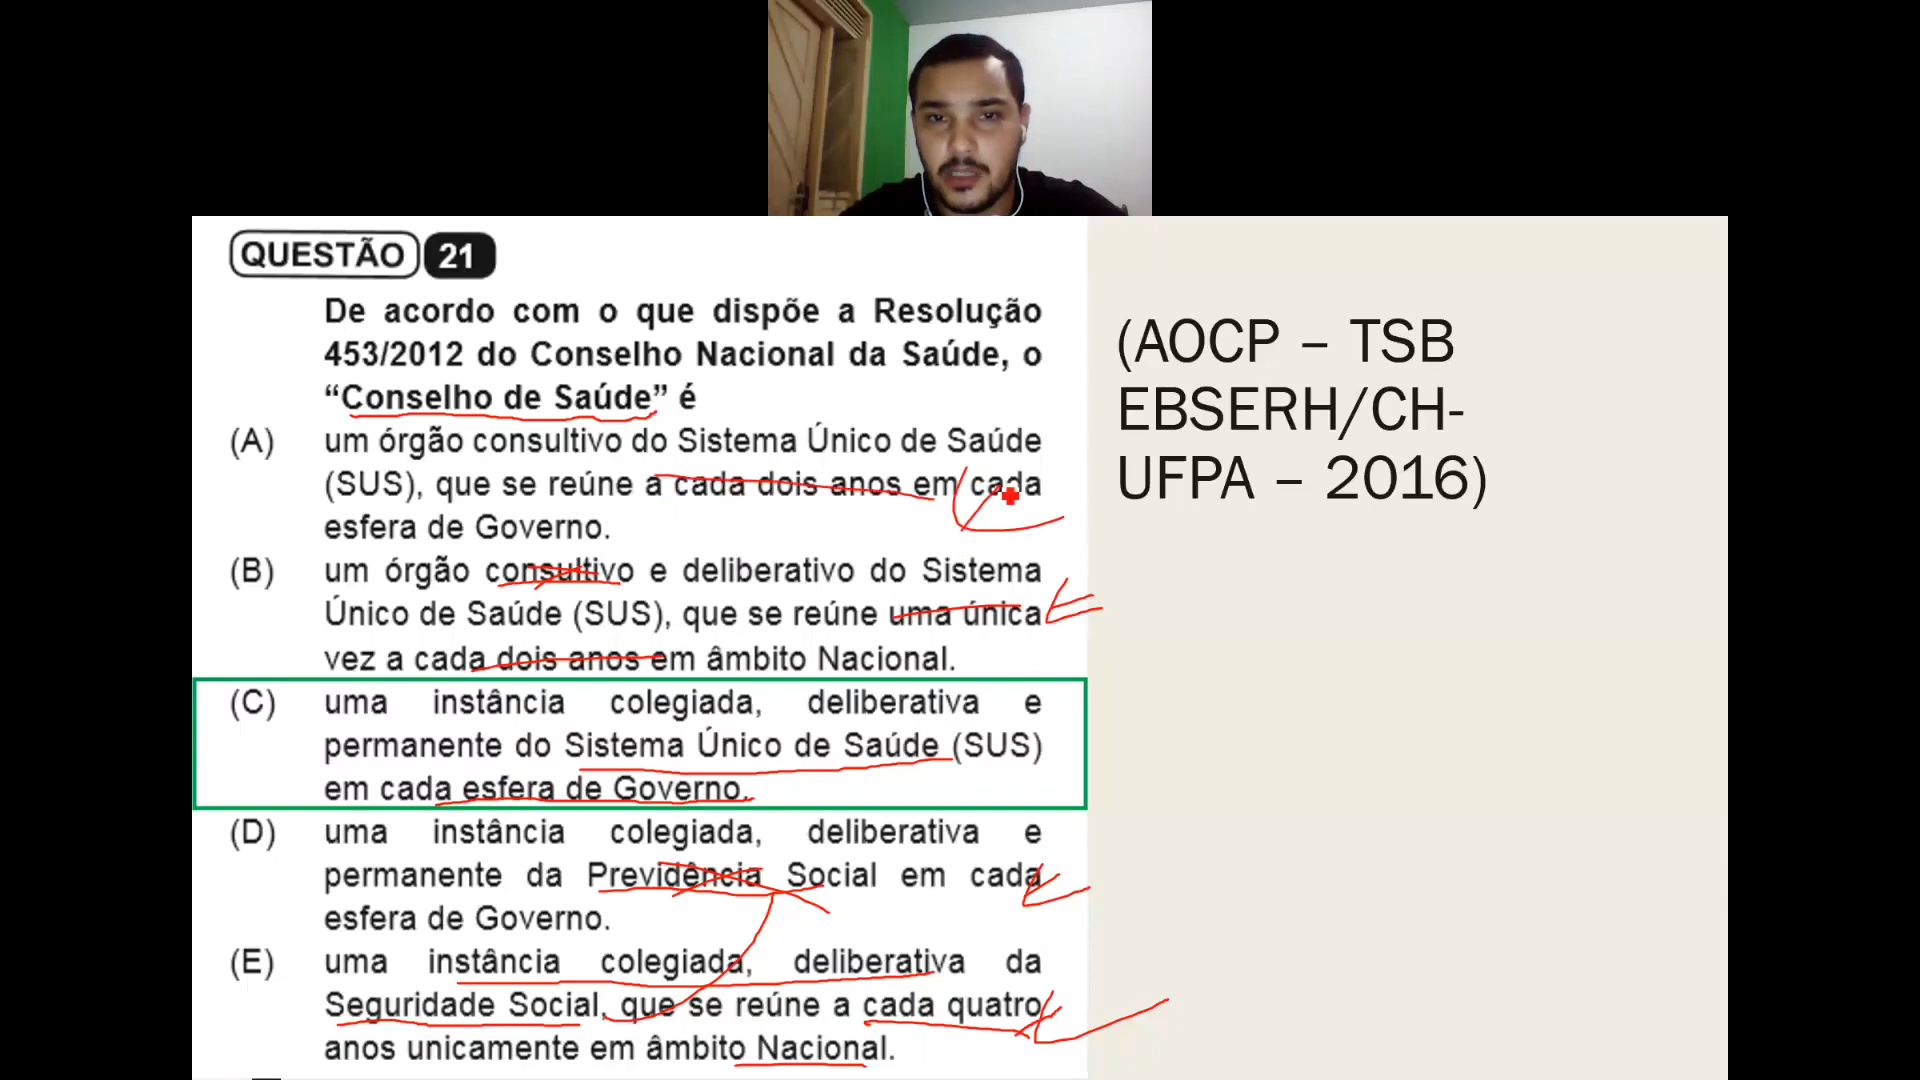 QUESTÃO 21
De acordo com o que dispõe a Resolução
453/2012 do Conselho Nacional da Saúde, o
“Conselho de Saúde” é
(A) um órgão consultivo do Sistema Único de Saúde
(SUS), que se reúne a cada dois anos em cada
esfera de Governo.
(B) um órgão consultivo e deliberativo do Sistema
Único de Saúde (SUS), que se reúne uma única
vez a cada dois anos em âmbito Nacional.
(C) uma instância colegiada, deliberativa e
permanente do Sistema Único de Saúde (SUS)
em cada esfera de Governo.
(D) uma instância colegiada, deliberativa e
permanente da Previdência Social em cada
esfera de Governo.
(E) uma instância colegiada, deliberativa da
Seguridade Social, que se reúne a cada quatro
anos unicamente em âmbito Nacional.
(AOCP – TSB
EBSERH/CH-
UFPA – 2016)